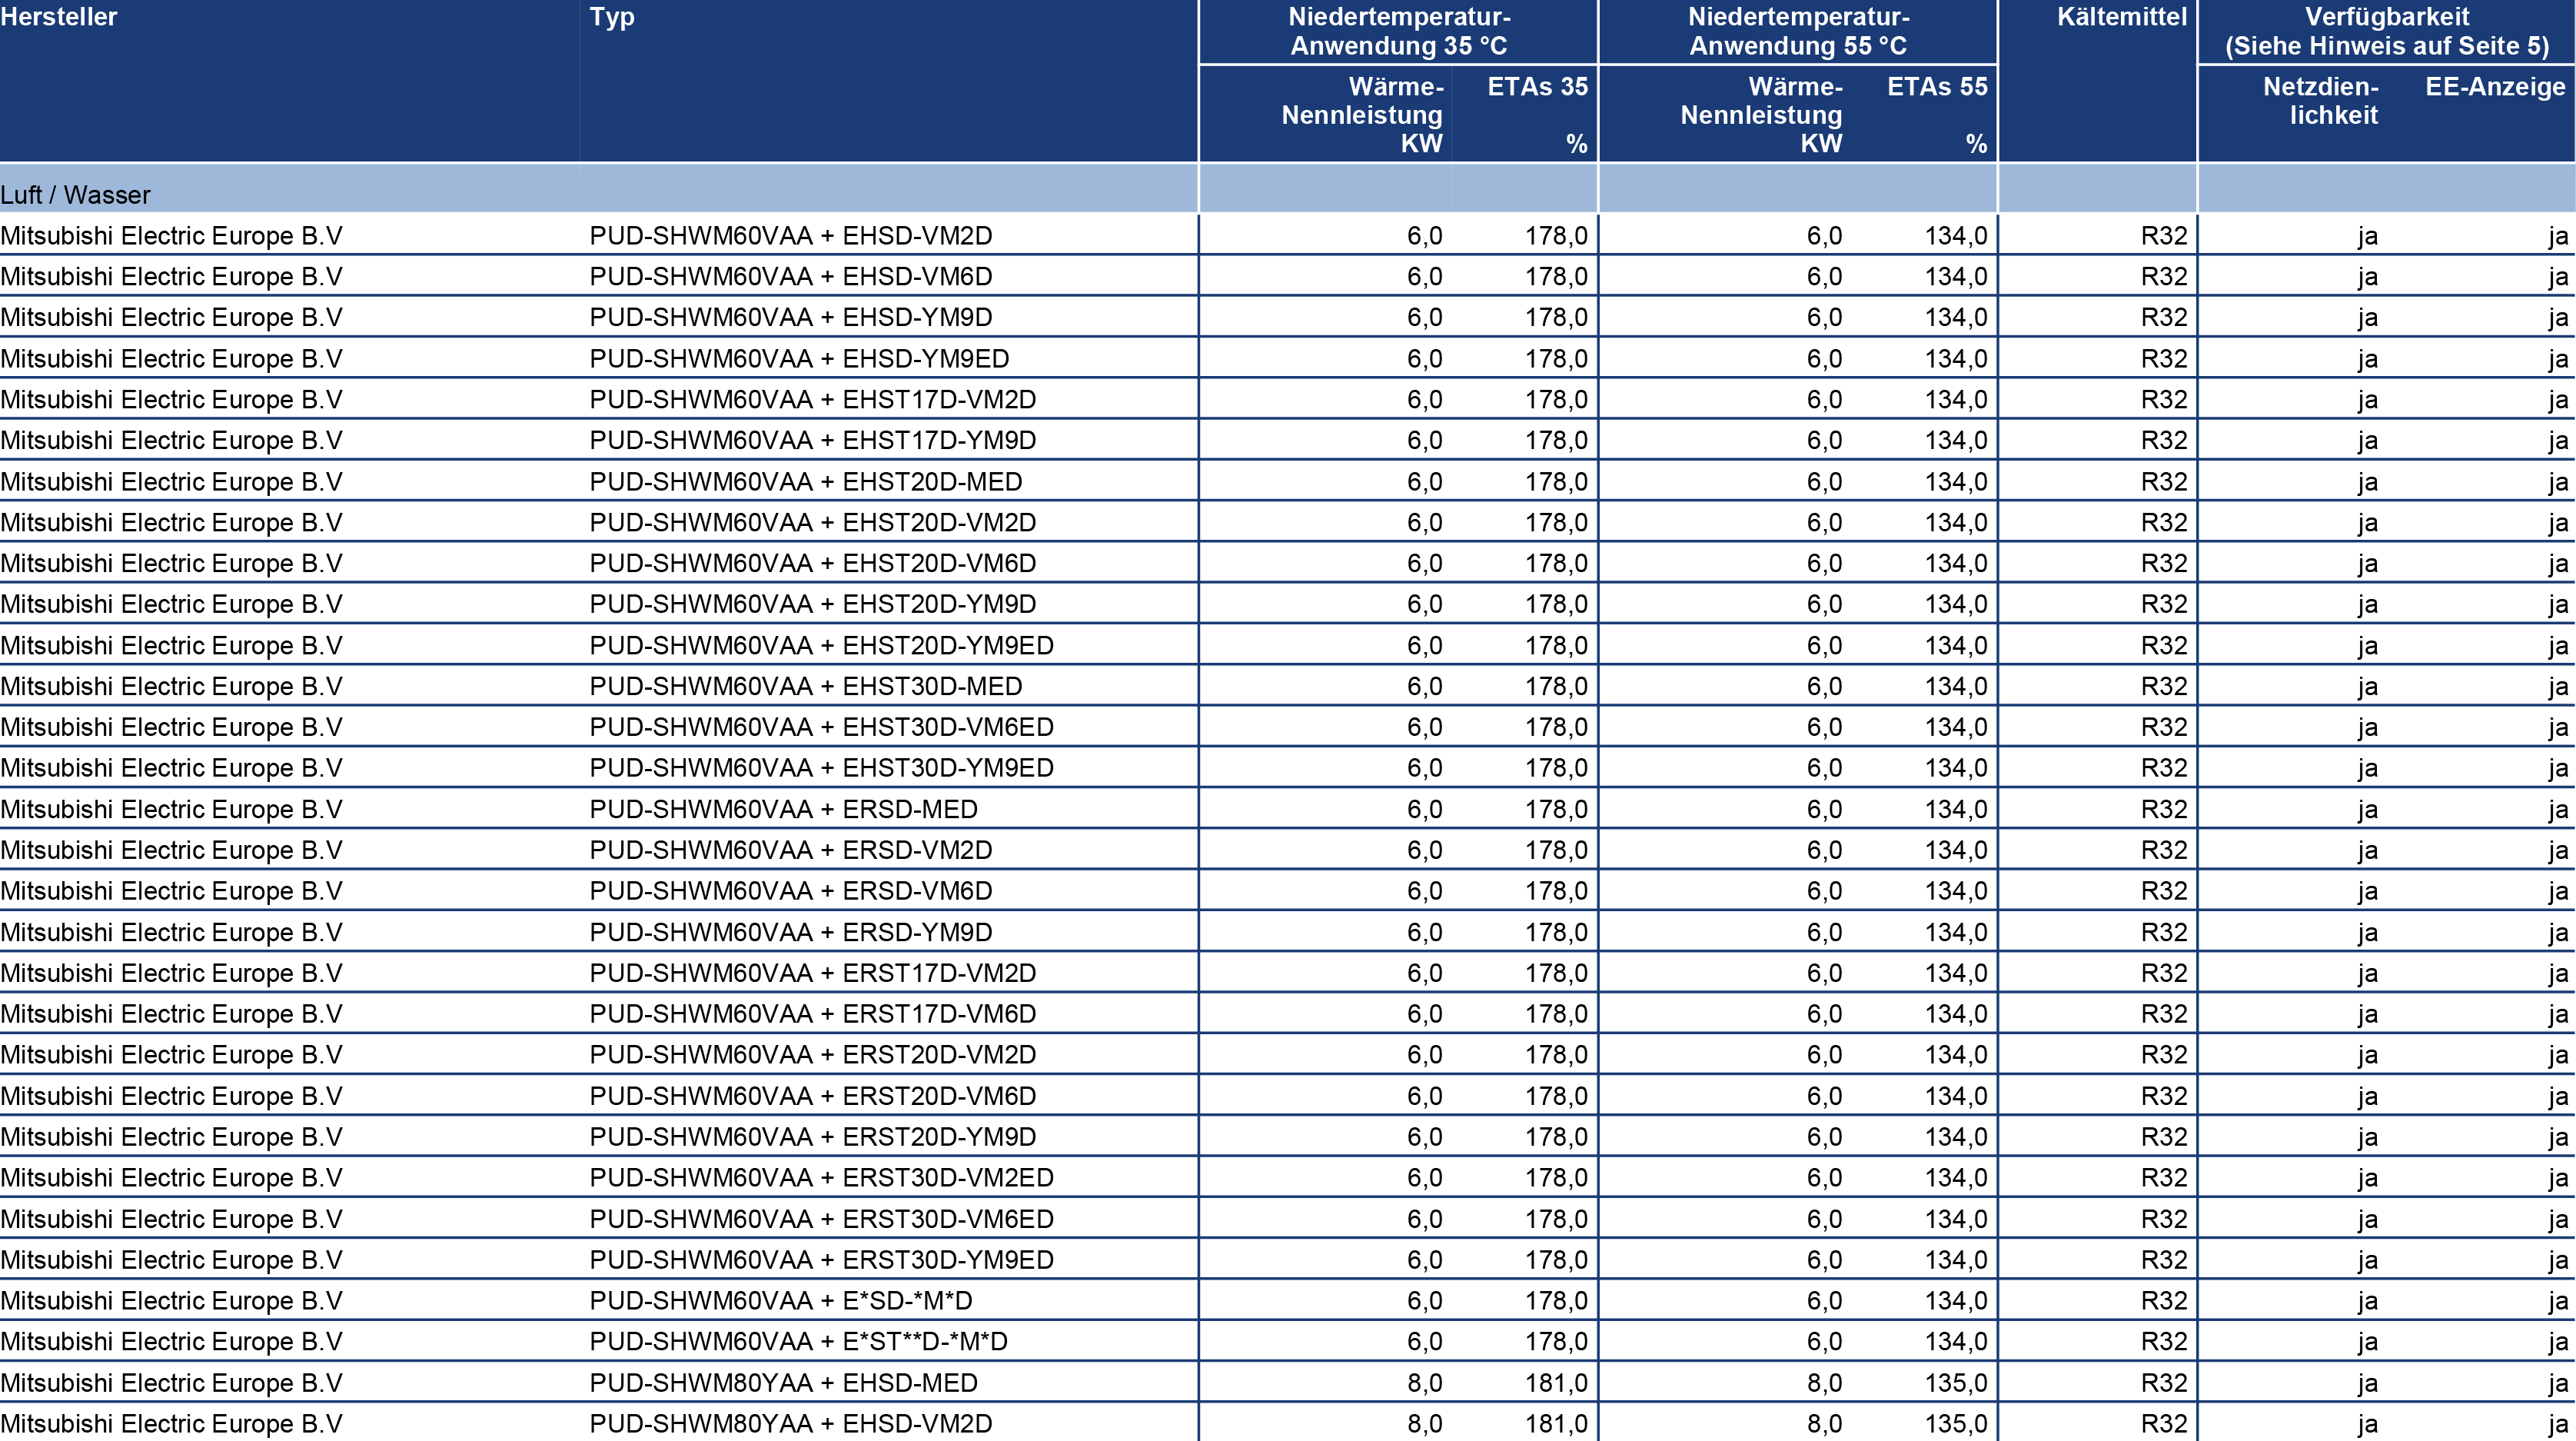 Hersteller Typ Niedertemperatur- Niedertemperatur- Kältemittel Verfügbarkeit
Anwendung 35 °C Anwendung 55 °C (Siehe Hinweis auf Seite 5)
Wärme- ETAs 35 Wärme- ETAs 55 Netzdien- EE-Anzeige
Nennleistung Nennleistung lichkeit
KW % KW %
Luft / Wasser
Mitsubishi Electric Europe B.V PUD-SHWM60VAA + EHSD-VM2D 6,0 178,0 6,0 134,0 R32 ja ja
Mitsubishi Electric Europe B.V PUD-SHWM60VAA + EHSD-VM6D 6,0 178,0 6,0 134,0 R32 ja ja
Mitsubishi Electric Europe B.V PUD-SHWM60VAA + EHSD-YM9D 6,0 178,0 6,0 134,0 R32 ja ja
Mitsubishi Electric Europe B.V PUD-SHWM60VAA + EHSD-YM9ED 6,0 178,0 6,0 134,0 R32 ja ja
Mitsubishi Electric Europe B.V PUD-SHWM60VAA + EHST17D-VM2D 6,0 178,0 6,0 134,0 R32 ja ja
Mitsubishi Electric Europe B.V PUD-SHWM60VAA + EHST17D-YM9D 6,0 178,0 6,0 134,0 R32 ja ja
Mitsubishi Electric Europe B.V PUD-SHWM60VAA + EHST20D-MED 6,0 178,0 6,0 134,0 R32 ja ja
Mitsubishi Electric Europe B.V PUD-SHWM60VAA + EHST20D-VM2D 6,0 178,0 6,0 134,0 R32 ja ja
Mitsubishi Electric Europe B.V PUD-SHWM60VAA + EHST20D-VM6D 6,0 178,0 6,0 134,0 R32 ja ja
Mitsubishi Electric Europe B.V PUD-SHWM60VAA + EHST20D-YM9D 6,0 178,0 6,0 134,0 R32 ja ja
Mitsubishi Electric Europe B.V PUD-SHWM60VAA + EHST20D-YM9ED 6,0 178,0 6,0 134,0 R32 ja ja
Mitsubishi Electric Europe B.V PUD-SHWM60VAA + EHST30D-MED 6,0 178,0 6,0 134,0 R32 ja ja
Mitsubishi Electric Europe B.V PUD-SHWM60VAA + EHST30D-VM6ED 6,0 178,0 6,0 134,0 R32 ja ja
Mitsubishi Electric Europe B.V PUD-SHWM60VAA + EHST30D-YM9ED 6,0 178,0 6,0 134,0 R32 ja ja
Mitsubishi Electric Europe B.V PUD-SHWM60VAA + ERSD-MED 6,0 178,0 6,0 134,0 R32 ja ja
Mitsubishi Electric Europe B.V PUD-SHWM60VAA + ERSD-VM2D 6,0 178,0 6,0 134,0 R32 ja ja
Mitsubishi Electric Europe B.V PUD-SHWM60VAA + ERSD-VM6D 6,0 178,0 6,0 134,0 R32 ja ja
Mitsubishi Electric Europe B.V PUD-SHWM60VAA + ERSD-YM9D 6,0 178,0 6,0 134,0 R32 ja ja
Mitsubishi Electric Europe B.V PUD-SHWM60VAA + ERST17D-VM2D 6,0 178,0 6,0 134,0 R32 ja ja
Mitsubishi Electric Europe B.V PUD-SHWM60VAA + ERST17D-VM6D 6,0 178,0 6,0 134,0 R32 ja ja
Mitsubishi Electric Europe B.V PUD-SHWM60VAA + ERST20D-VM2D 6,0 178,0 6,0 134,0 R32 ja ja
Mitsubishi Electric Europe B.V PUD-SHWM60VAA + ERST20D-VM6D 6,0 178,0 6,0 134,0 R32 ja ja
Mitsubishi Electric Europe B.V PUD-SHWM60VAA + ERST20D-YM9D 6,0 178,0 6,0 134,0 R32 ja ja
Mitsubishi Electric Europe B.V PUD-SHWM60VAA + ERST30D-VM2ED 6,0 178,0 6,0 134,0 R32 ja ja
Mitsubishi Electric Europe B.V PUD-SHWM60VAA + ERST30D-VM6ED 6,0 178,0 6,0 134,0 R32 ja ja
Mitsubishi Electric Europe B.V PUD-SHWM60VAA + ERST30D-YM9ED 6,0 178,0 6,0 134,0 R32 ja ja
Mitsubishi Electric Europe B.V PUD-SHWM60VAA + E*SD-*M*D 6,0 178,0 6,0 134,0 R32 ja ja
Mitsubishi Electric Europe B.V PUD-SHWM60VAA + E*ST**D-*M*D 6,0 178,0 6,0 134,0 R32 ja ja
Mitsubishi Electric Europe B.V PUD-SHWM80YAA + EHSD-MED 8,0 181,0 8,0 135,0 R32 ja ja
Mitsubishi Electric Europe B.V PUD-SHWM80YAA + EHSD-VM2D 8,0 181,0 8,0 135,0 R32 ja ja